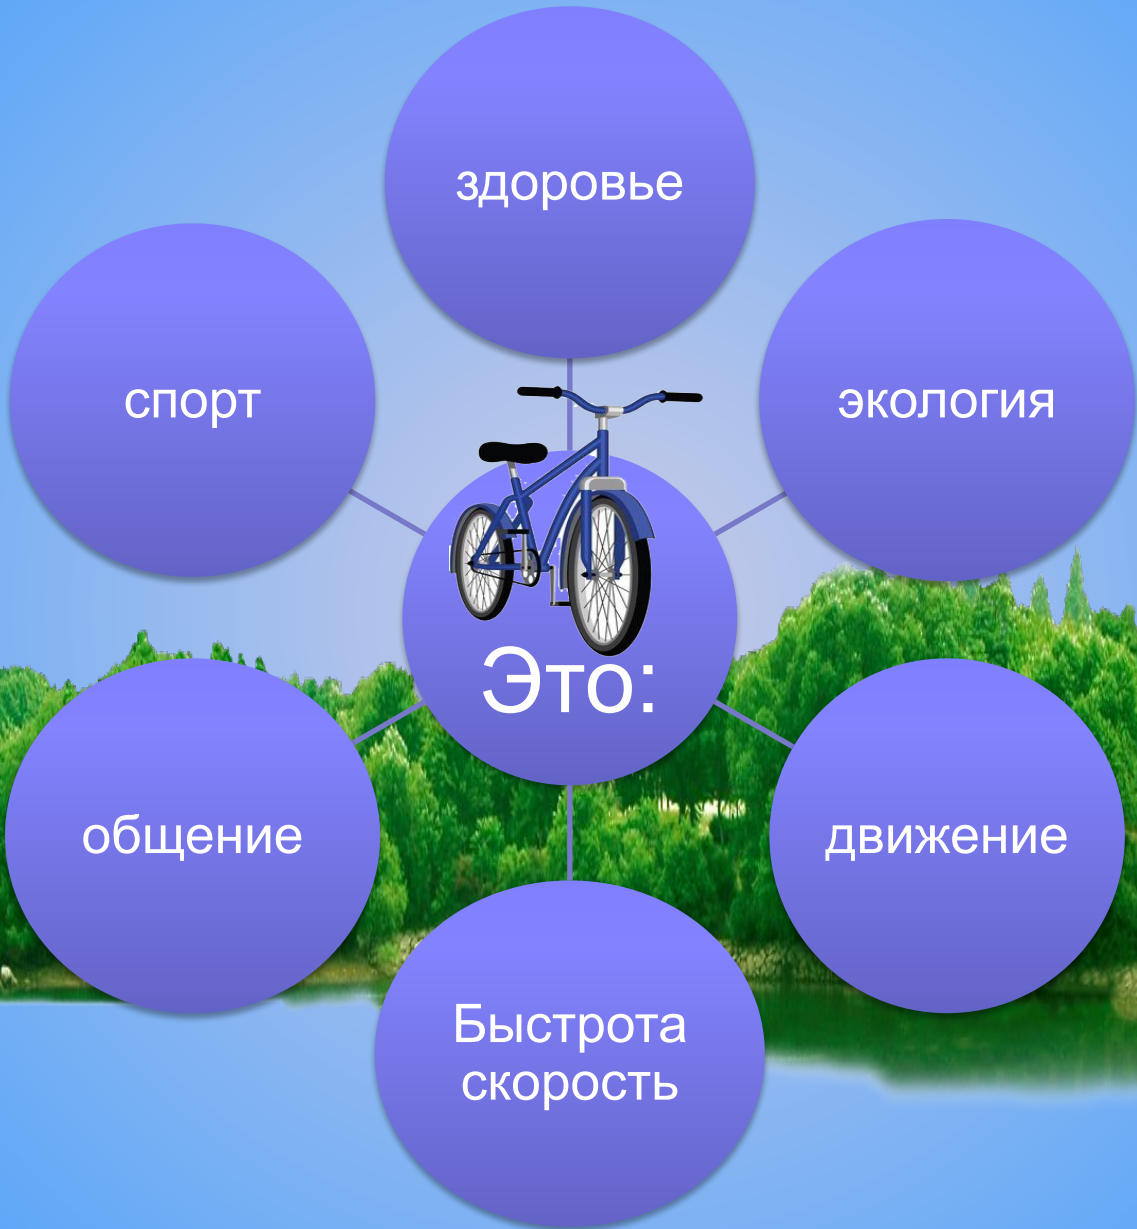 здоровье
спорт
экология
Это:
общение
движение
Быстрота
скорость